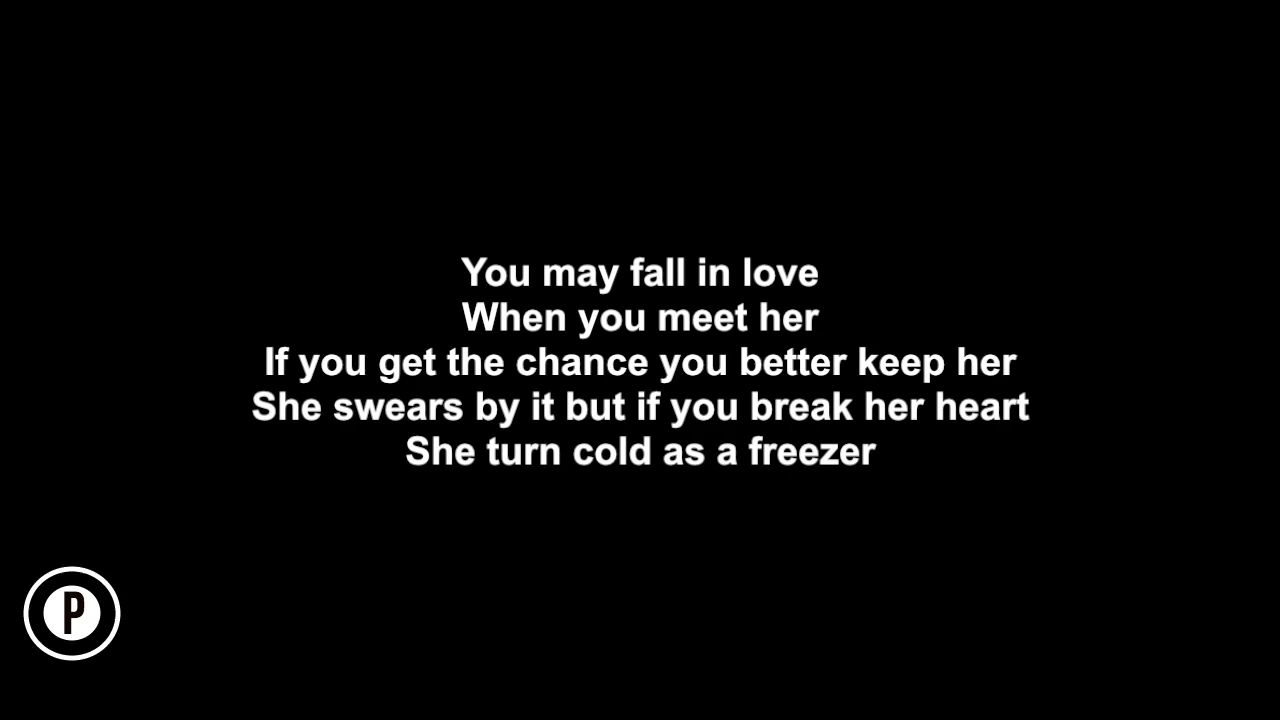 You may fall in love
When you meet her
If you get the chance you better keep her
She swears by it but if you break her heart
She turn cold as a freezer
P